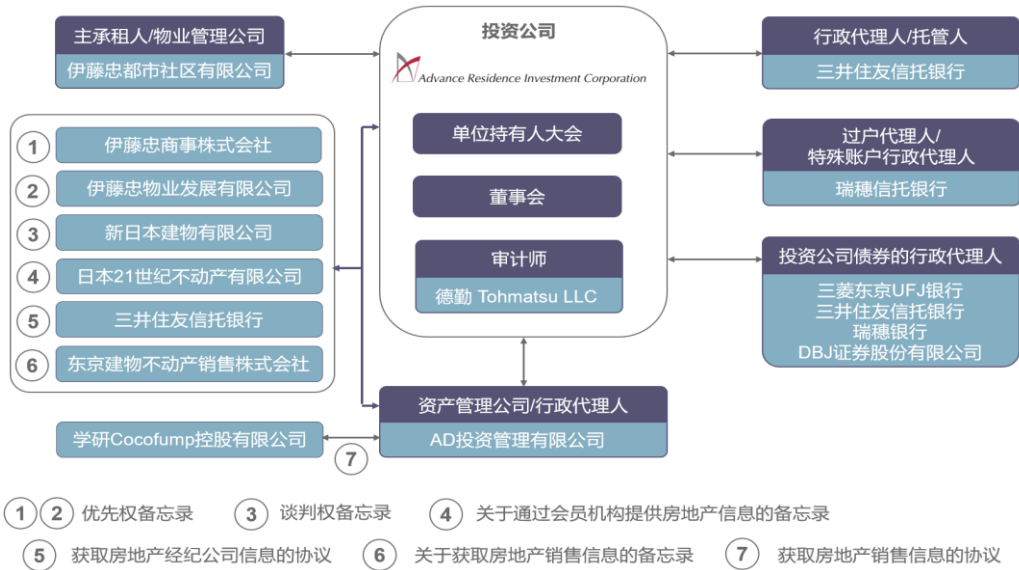 主承租人/物业管理公司
伊藤忠都市社区有限公司
投资公司
Advance Residence Investment Corporation
单位持有人大会
董事会
审计师
德勤 Tohmatsu LLC
行政代理人/托管人
三井住友信托银行
过户代理人/
特殊账户行政代理人
瑞穗信托银行
投资公司债券的行政代理人
三菱东京UFJ银行
三井住友信托银行
瑞穗银行
DBJ证券股份有限公司
1 伊藤忠商事株式会社
2 伊藤忠物业发展有限公司
3 新日本建物有限公司
4 日本21世纪不动产有限公司
5 三井住友信托银行
6 东京建物不动产销售株式会社
资产管理公司/行政代理人
AD投资管理有限公司
学研Cocofump控股有限公司
7
1 2 优先权备忘录 3 谈判权备忘录 4 关于通过会员机构提供房地产信息的备忘录
5 获取房地产经纪公司信息的协议 6 关于获取房地产销售信息的备忘录 7 获取房地产销售信息的协议